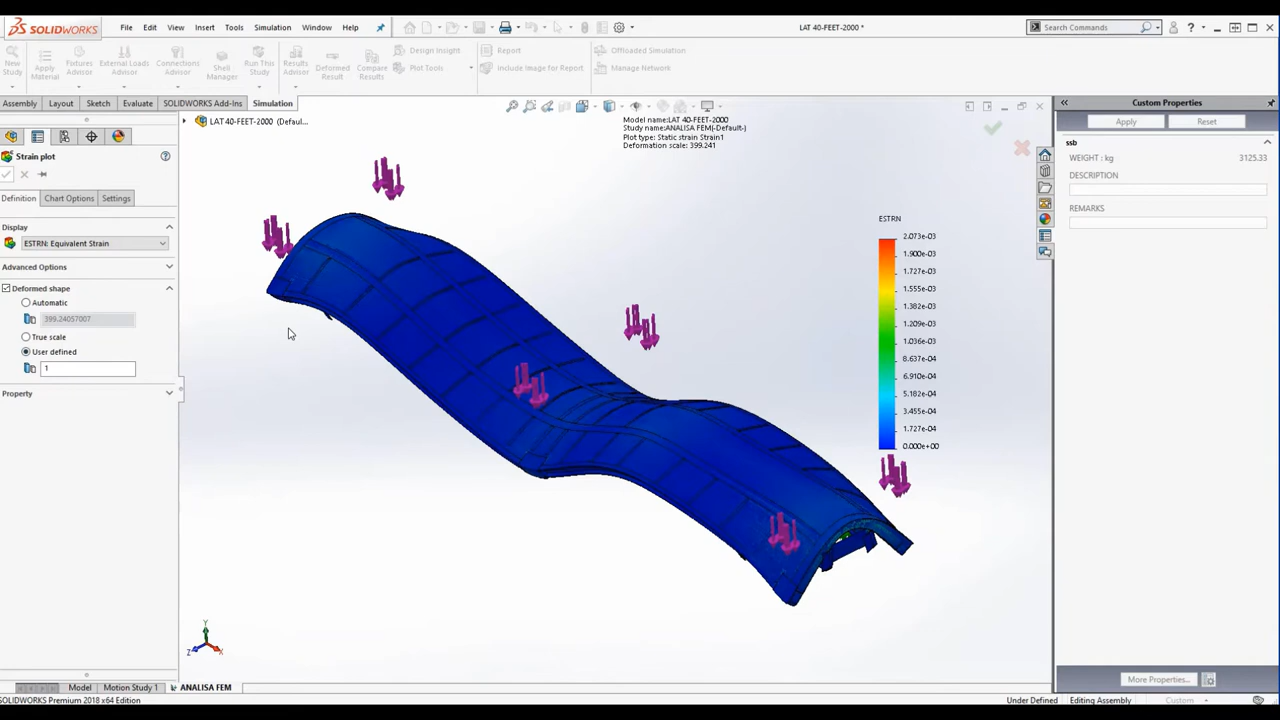 SOLIDWORKS File Edit View Insert Tools Simulation Window Help LAT 40-FEET-2000 * Search Commands ?
New Study Apply Material Fixtures Advisor External Loads Advisor Connections Advisor Shell Manager Run This Study Results Advisor Deformed Result Compare Results Design Insight Plot Tools Report Include Image for Report Offloaded Simulation Manage Network
Assembly Layout Sketch Evaluate SOLIDWORKS Add-Ins Simulation
Custom Properties
Apply Reset
ssb
WEIGHT : kg 3125.33
DESCRIPTION
REMARKS
LAT 40-FEET-2000 (Defaul...
Model name:LAT 40-FEET-2000
Study name:ANALISA FEM(-Default-)
Plot type: Static strain Strain1
Deformation scale: 399.241
Strain plot
Definition Chart Options Settings
Display
ESTRN: Equivalent Strain
Advanced Options
Deformed shape
Automatic
399.24057007
True scale
User defined
1
Property
ESTRN
2.073e-03
1.900e-03
1.727e-03
1.555e-03
1.382e-03
1.209e-03
1.036e-03
8.637e-04
6.910e-04
5.182e-04
3.455e-04
1.727e-04
0.000e+00
Y
Z X
More Properties...
Model Motion Study 1 ANALISA FEM
SOLIDWORKS Premium 2018 x64 Edition Under Defined Editing Assembly Custom